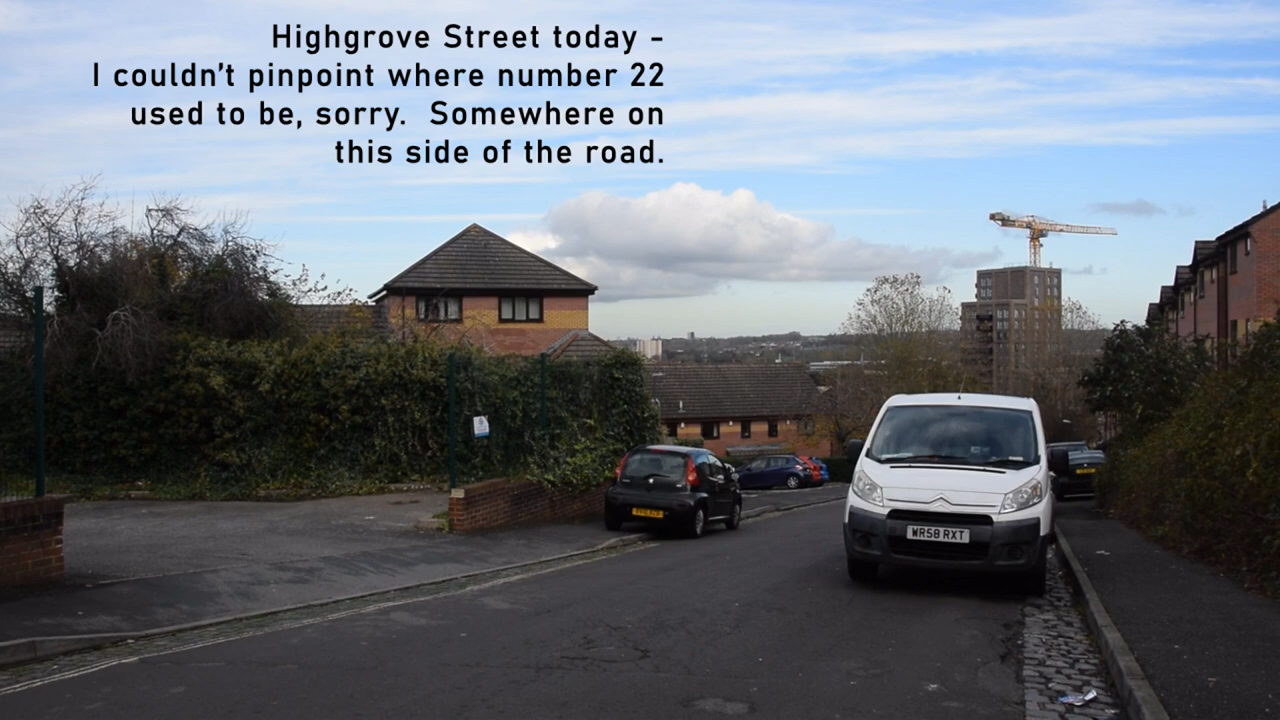 Highgrove Street today -
I couldn't pinpoint where number 22
used to be, sorry.  Somewhere on
this side of the road.
WR58 RXT